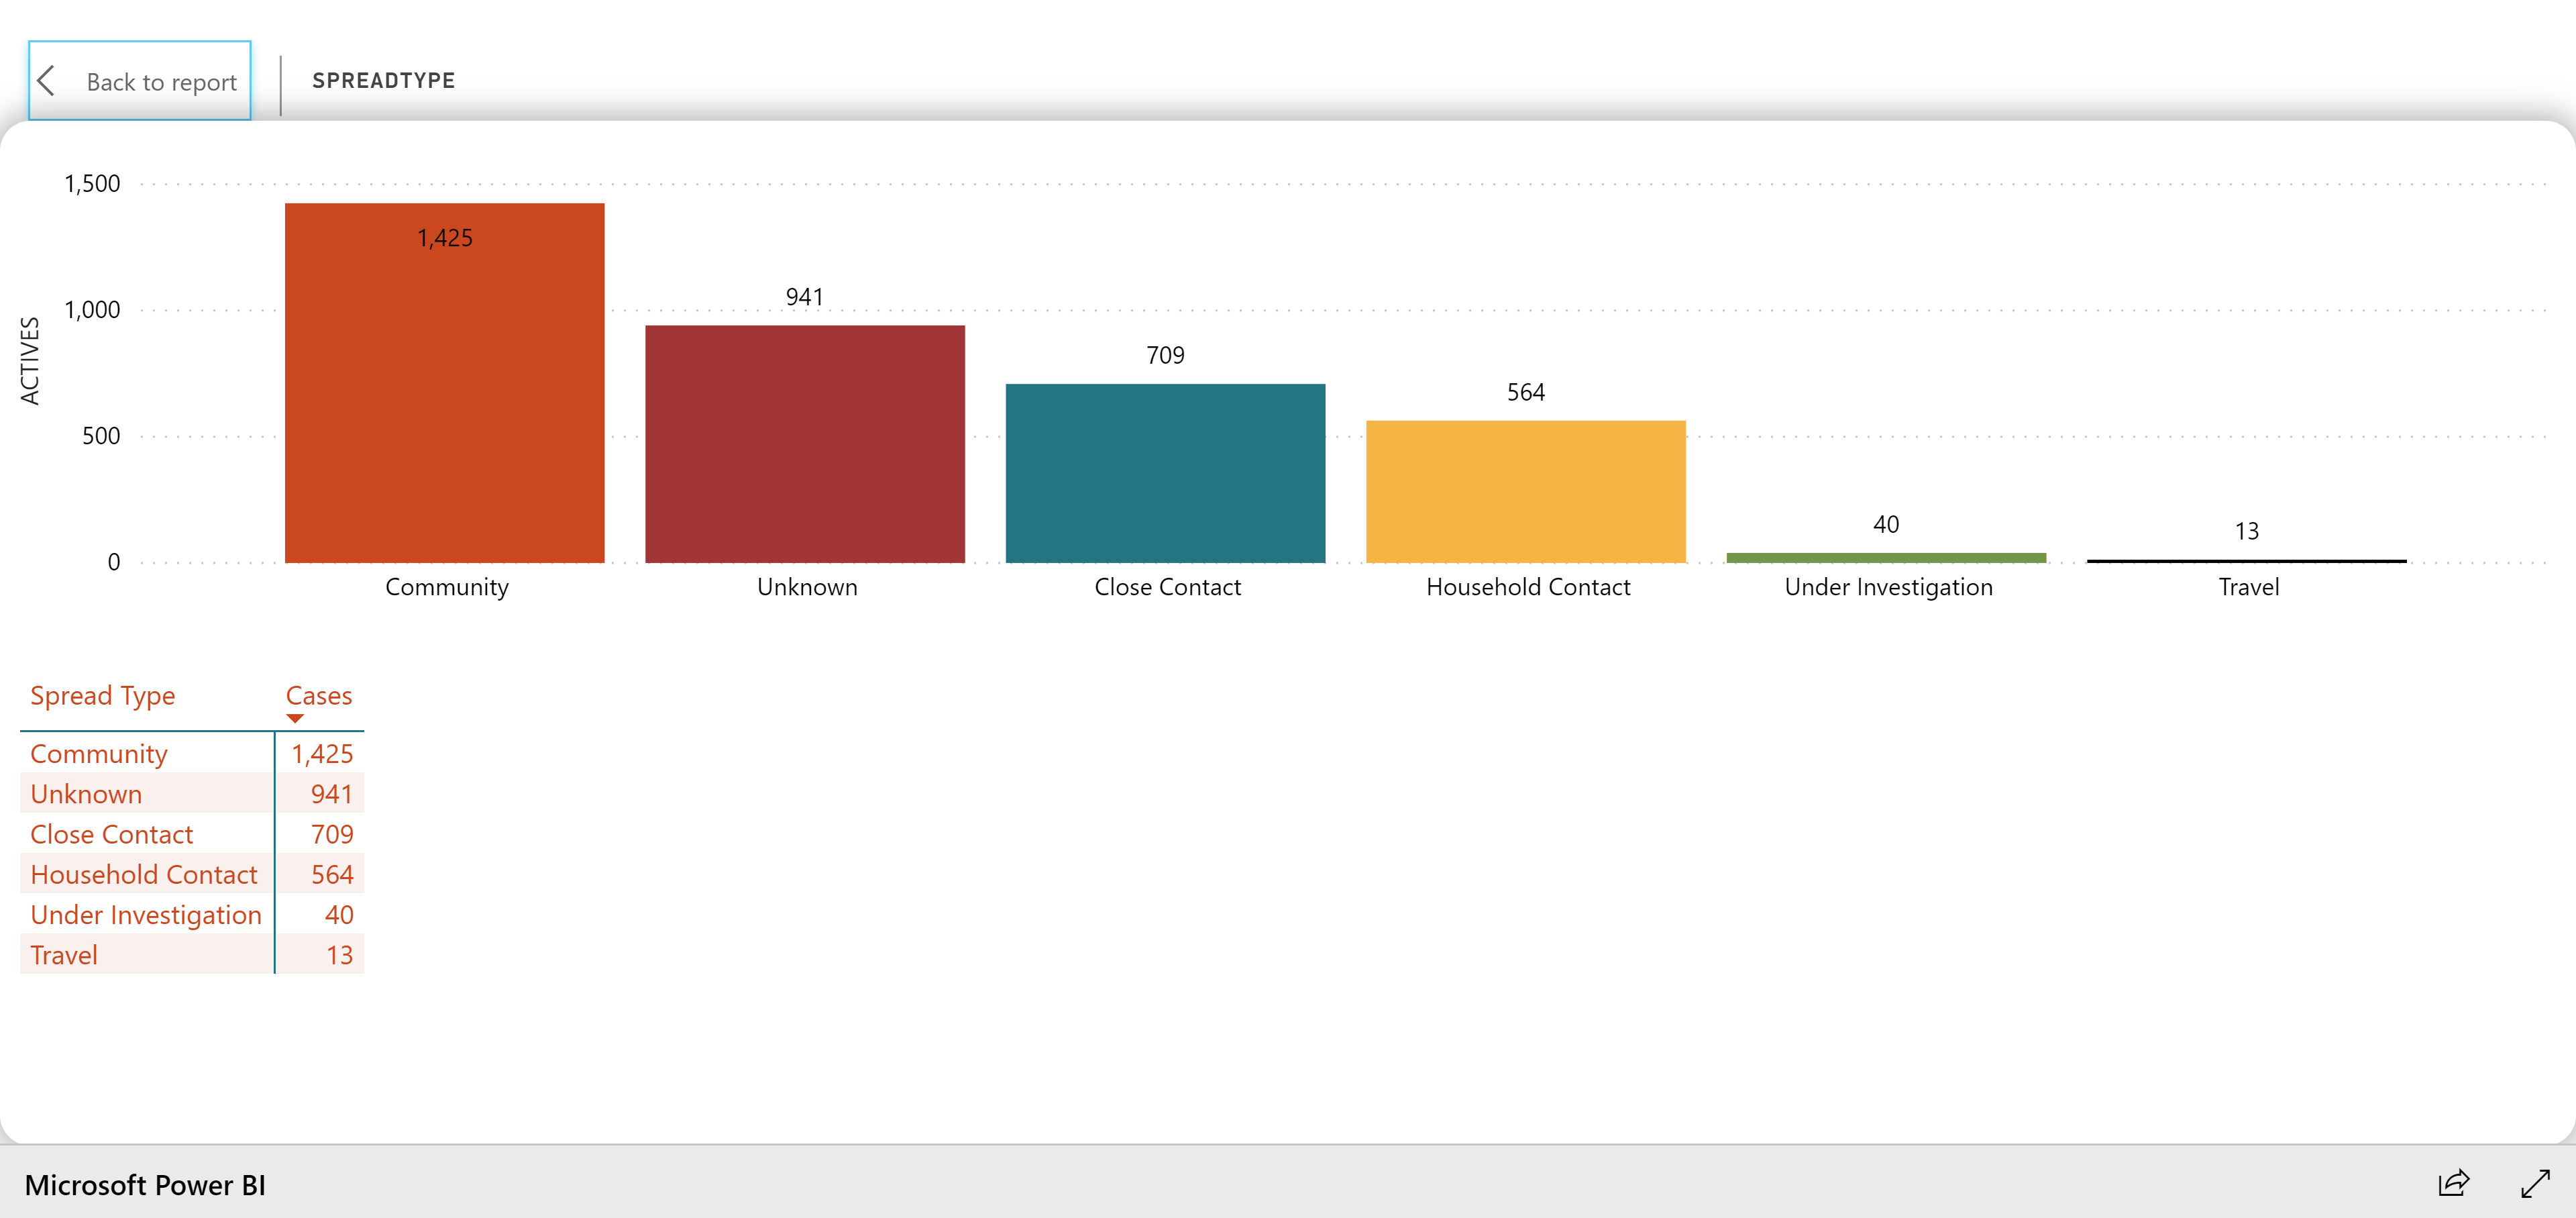 Back to report
SPREADTYPE
ACTIVES
1,500
1,000
500
0
1,425
941
709
564
40
13
Community
Unknown
Close Contact
Household Contact
Under Investigation
Travel
Spread Type Cases
Community 1,425
Unknown 941
Close Contact 709
Household Contact 564
Under Investigation 40
Travel 13
Microsoft Power BI